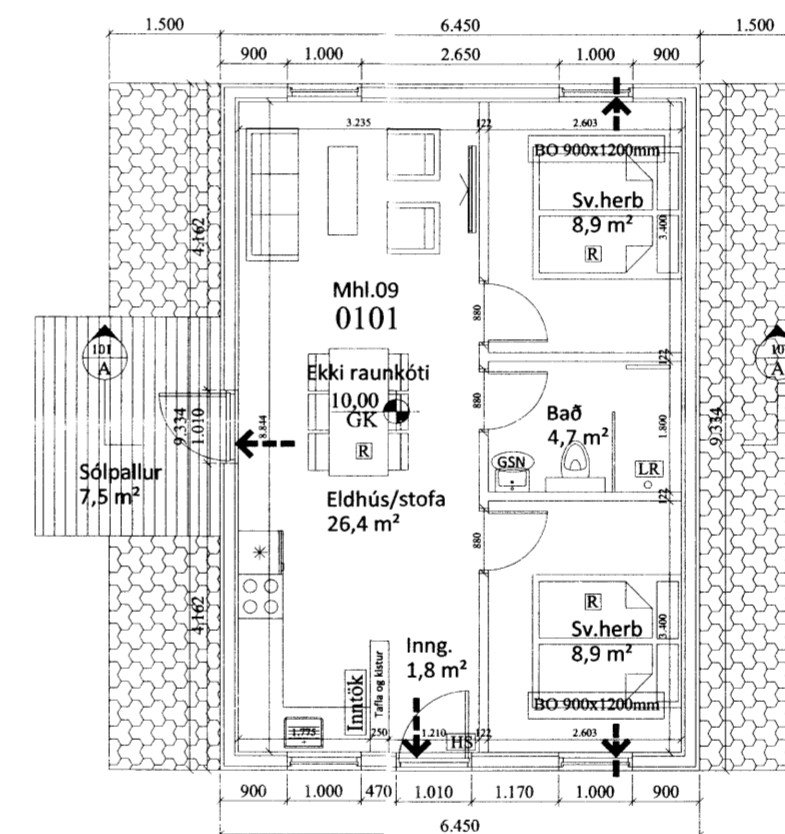 1.500 6.450 1.500
900 1.000 2.650 1.000 900
3.235 122 2.603
BO 900x1200mm
Sv.herb
8,9 m²
R
3.400
4.162
Mhl.09
0101
880
101
A
10
A
122
Ekki raunkóti
10,00
GK
R
9.334
1.010
8.844
880
Bað
4,7 m²
1.800
9.334
GSN
LR
Sólpallur
7,5 m²
Eldhús/stofa
26,4 m²
122
880
4.162
R
Sv.herb
8,9 m²
3.400
Inng.
1,8 m²
Inntök
Tafla og kistur
BO 900x1200mm
1.775 250 1.210 122 2.603
HS
900 1.000 470 1.010 1.170 1.000 900
6.450